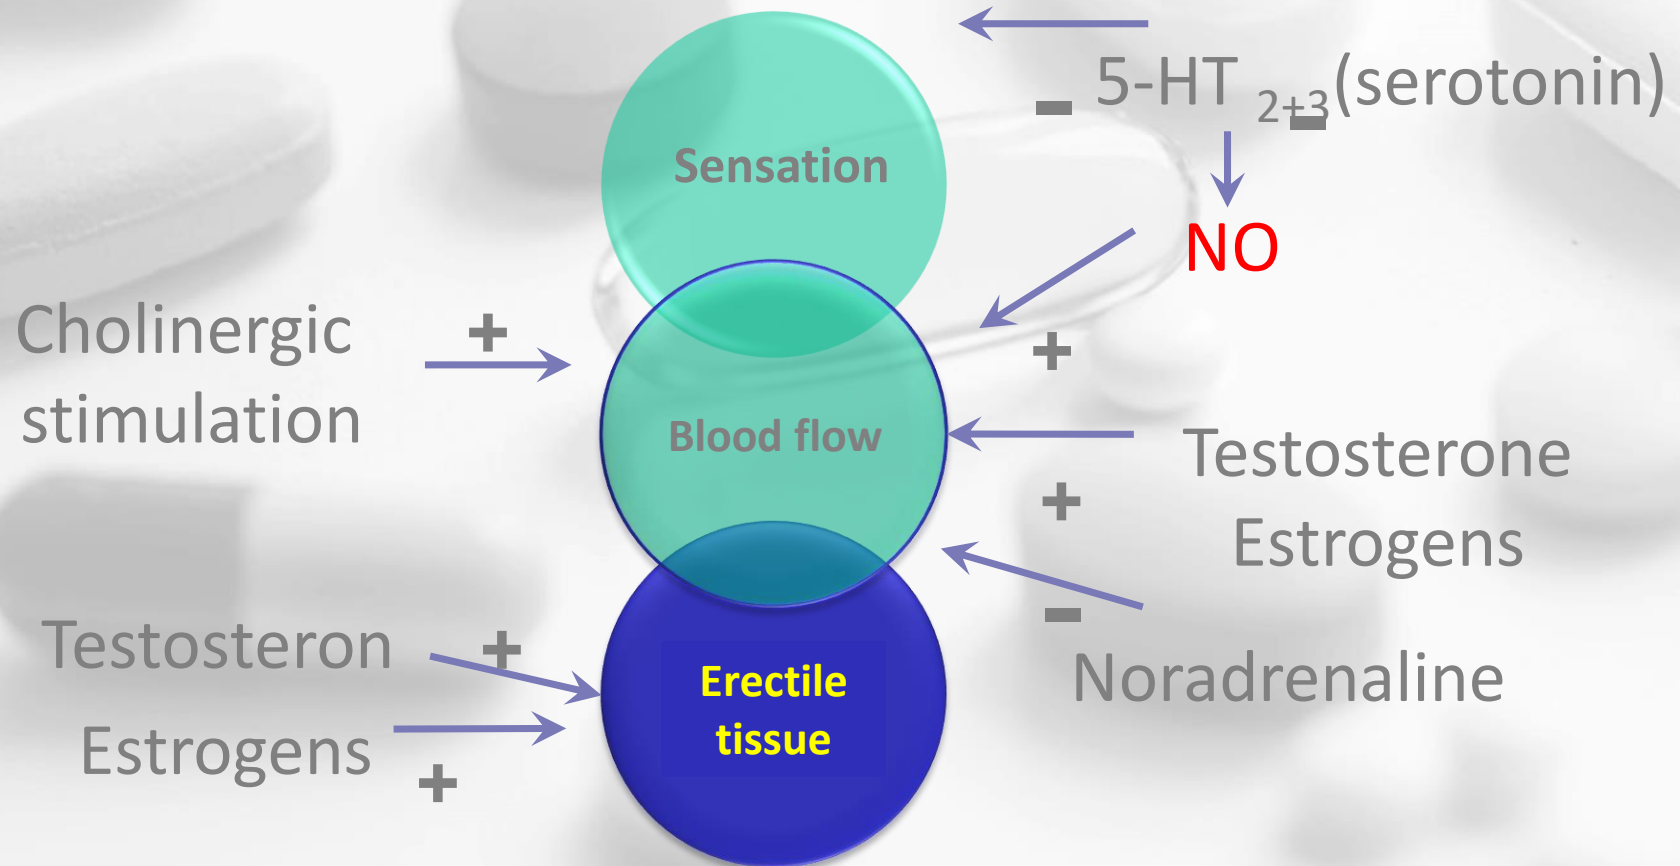 5-HT 2+3(serotonin)
-
-
Sensation
NO
Cholinergic
stimulation
+
+
Blood flow
Testosterone
Estrogens
+
-
Noradrenaline
Testosteron
+
Estrogens
+
Erectile
tissue